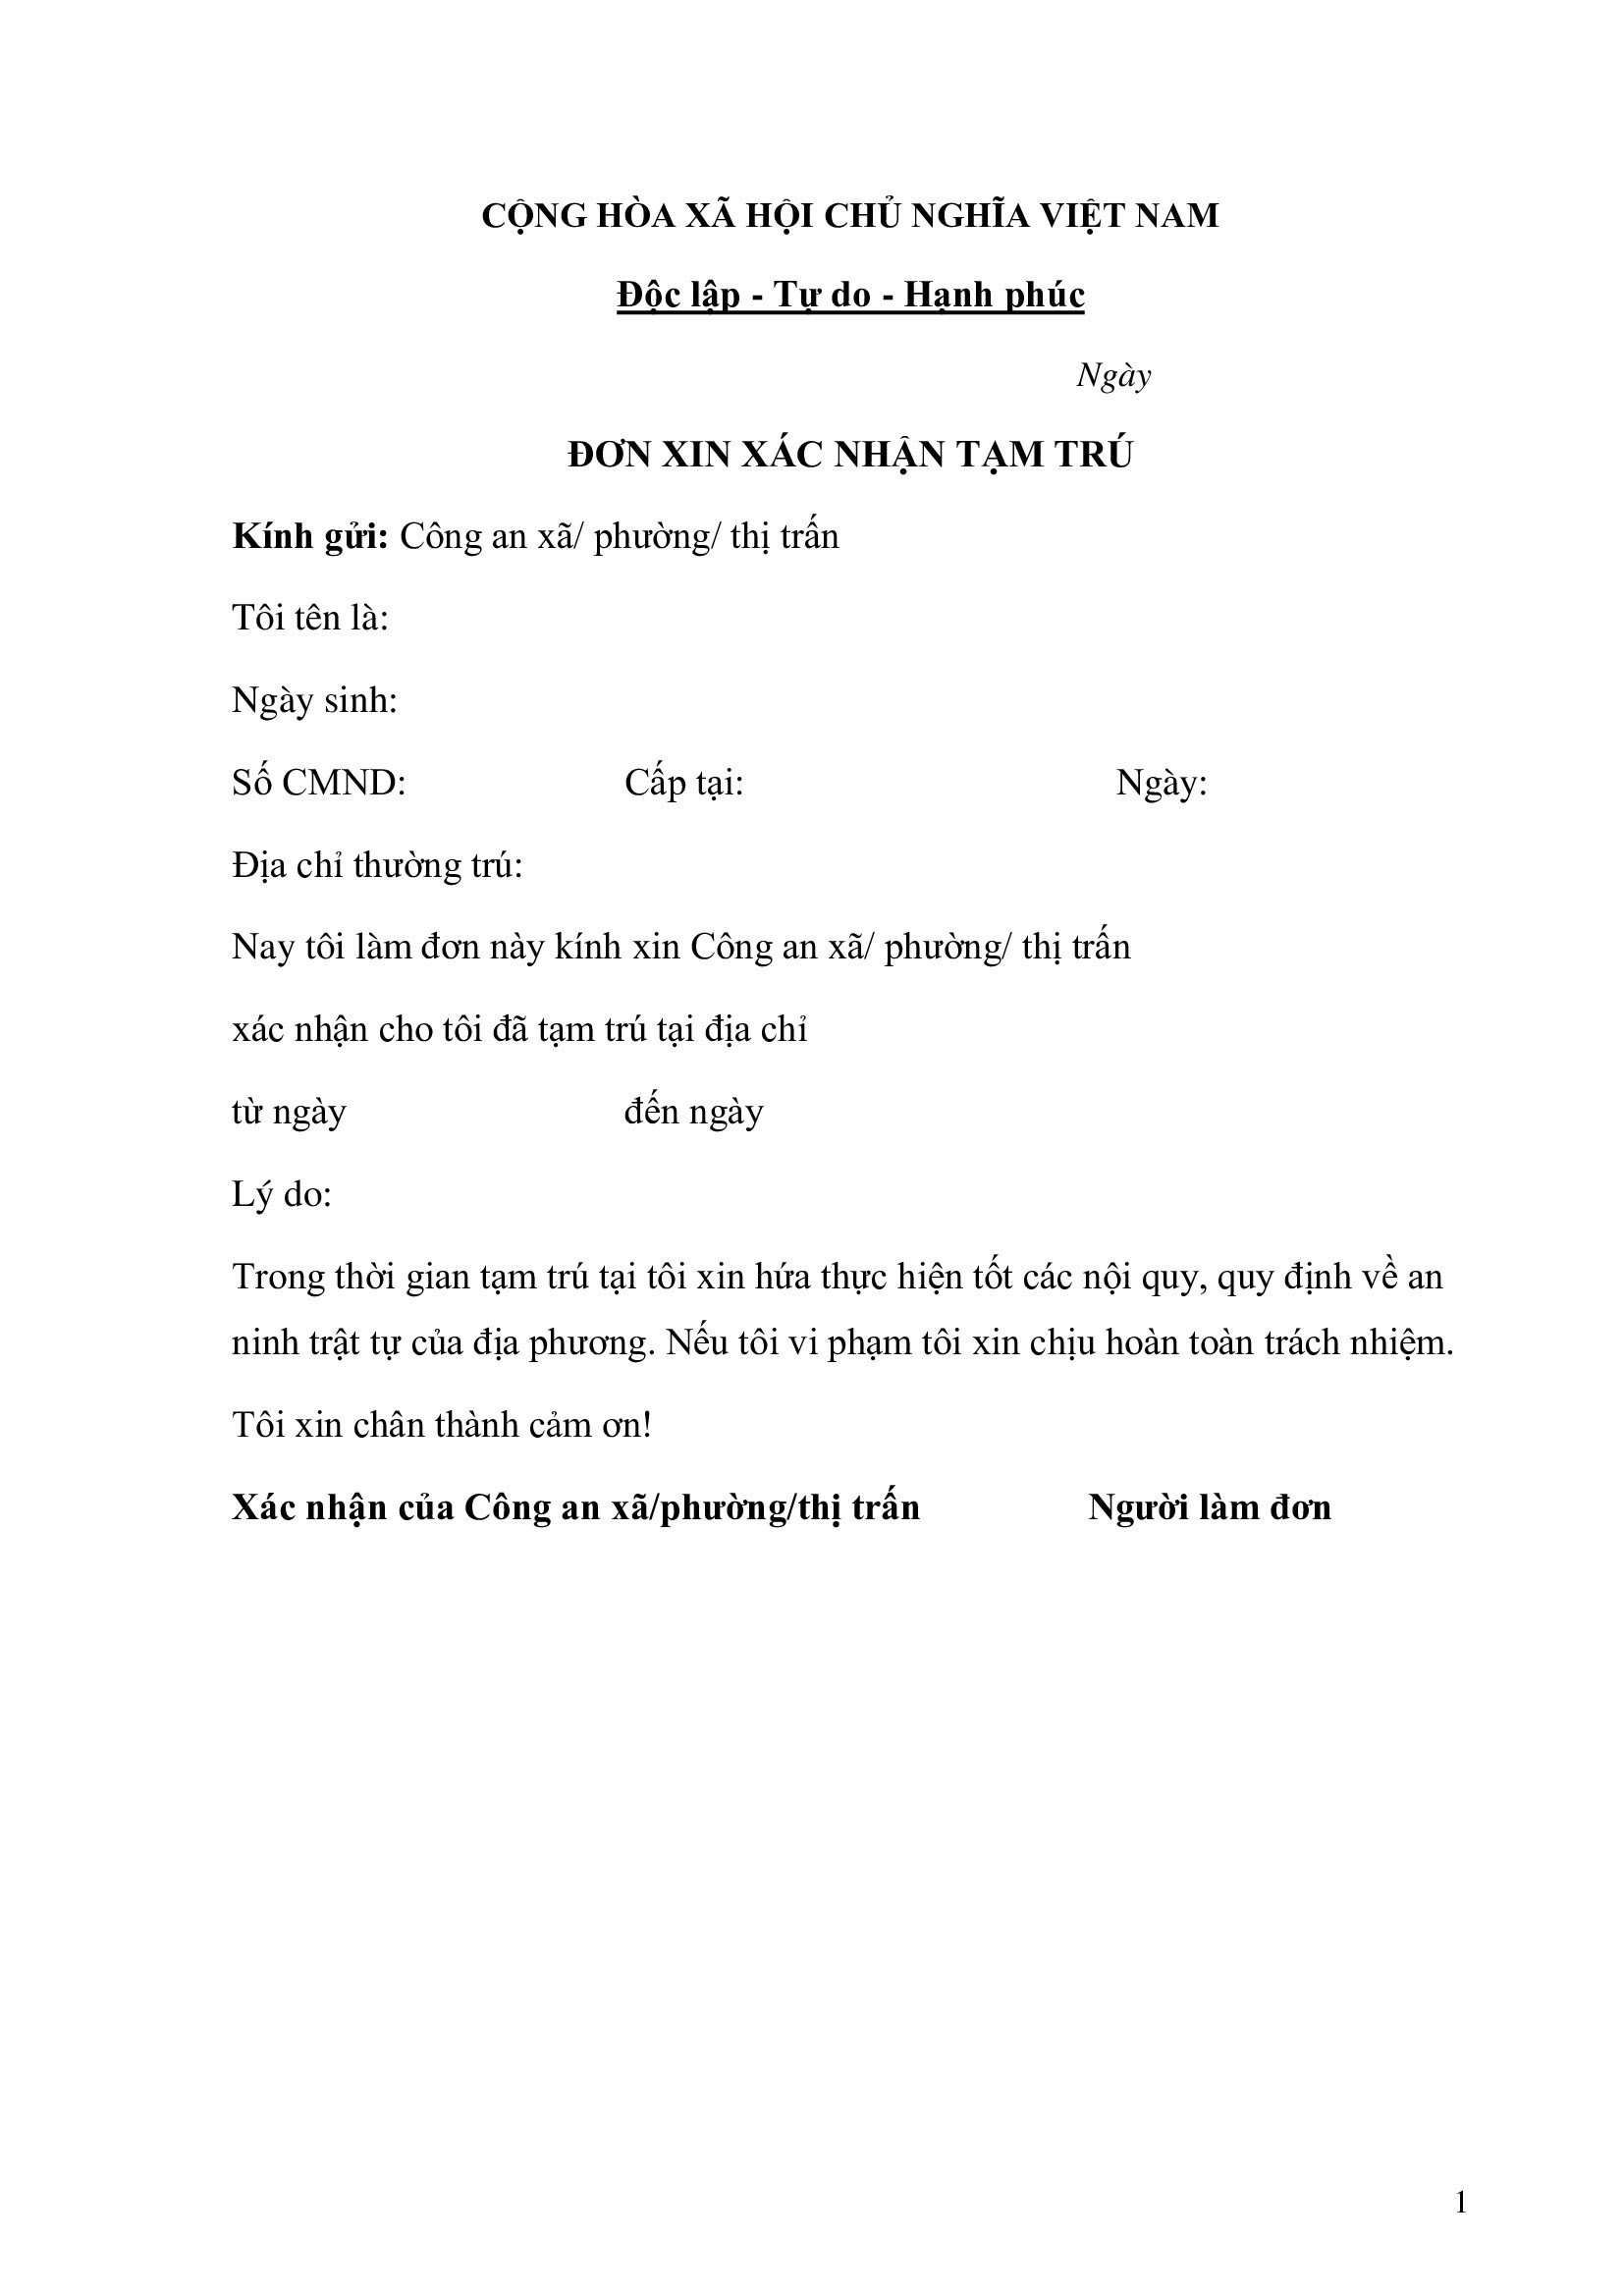 CỘNG HÒA XÃ HỘI CHỦ NGHĨA VIỆT NAM
Độc lập - Tự do - Hạnh phúc
Ngày
ĐƠN XIN XÁC NHẬN TẠM TRÚ
Kính gửi: Công an xã/ phường/ thị trấn
Tôi tên là:
Ngày sinh:
Số CMND: Cấp tại: Ngày:
Địa chỉ thường trú:
Nay tôi làm đơn này kính xin Công an xã/ phường/ thị trấn
xác nhận cho tôi đã tạm trú tại địa chỉ
từ ngày đến ngày
Lý do:
Trong thời gian tạm trú tại tôi xin hứa thực hiện tốt các nội quy, quy định về an
ninh trật tự của địa phương. Nếu tôi vi phạm tôi xin chịu hoàn toàn trách nhiệm.
Tôi xin chân thành cảm ơn!
Xác nhận của Công an xã/phường/thị trấn Người làm đơn
1